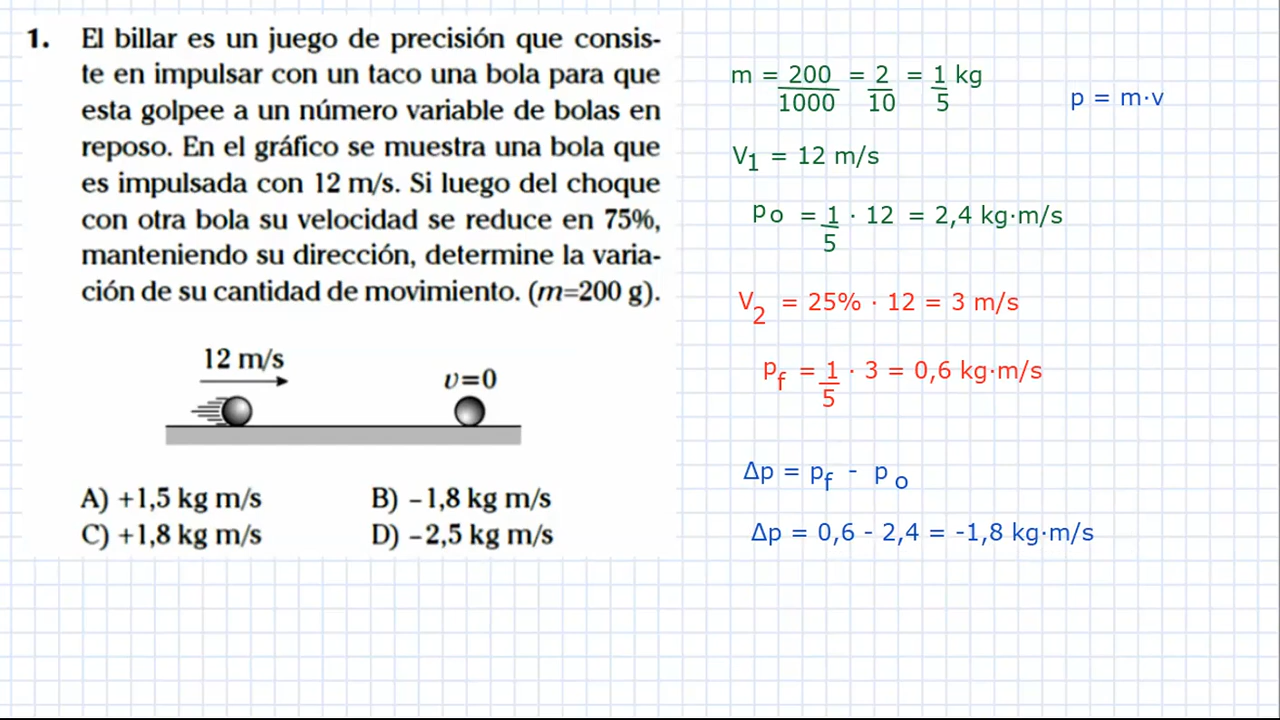 1. El billar es un juego de precisión que consis-
te en impulsar con un taco una bola para que
esta golpee a un número variable de bolas en
reposo. En el gráfico se muestra una bola que
es impulsada con 12 m/s. Si luego del choque
con otra bola su velocidad se reduce en 75%,
manteniendo su dirección, determine la varia-
ción de su cantidad de movimiento. (m=200 g).
12 m/s
v=0
A) +1,5 kg m/s B) −1,8 kg m/s
C) +1,8 kg m/s D) −2,5 kg m/s
m = 200/1000 = 2/10 = 1/5 kg
p = m·v
V1 = 12 m/s
po = 1/5 · 12 = 2,4 kg·m/s
V2 = 25% · 12 = 3 m/s
pf = 1/5 · 3 = 0,6 kg·m/s
Δp = pf - po
Δp = 0,6 - 2,4 = -1,8 kg·m/s